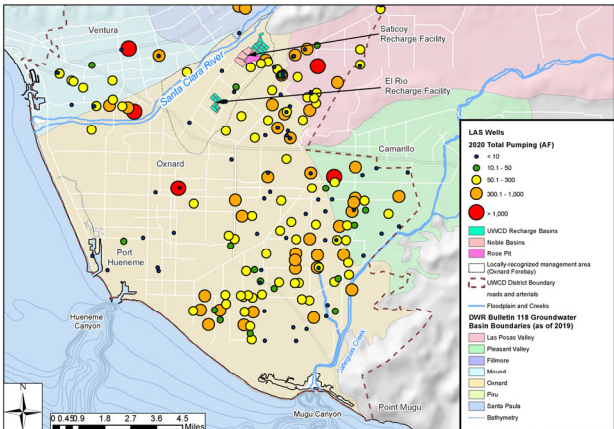 Ventura
Santa Clara River
Saticoy
Recharge Facility
El Rio
Recharge Facility
Camarillo
Oxnard
Port
Hueneme
Hueneme
Canyon
Calleguas Creek
Mugu Canyon
Point Mugu
N
0 0.450.9 1.8 2.7 3.6 4.5
Miles
LAS Wells
2020 Total Pumping (AF)
< 10
10.1 - 50
50.1 - 300
300.1 - 1,000
> 1,000
UWCD Recharge Basins
Noble Basins
Rose Pit
Locally-recognized management area
(Oxnard Forebay)
UWCD District Boundary
roads and arterials
Floodplain and Creeks
DWR Bulletin 118 Groundwater
Basin Boundaries (as of 2019)
Las Posas Valley
Pleasant Valley
Fillmore
Mound
Oxnard
Piru
Santa Paula
Bathymetry